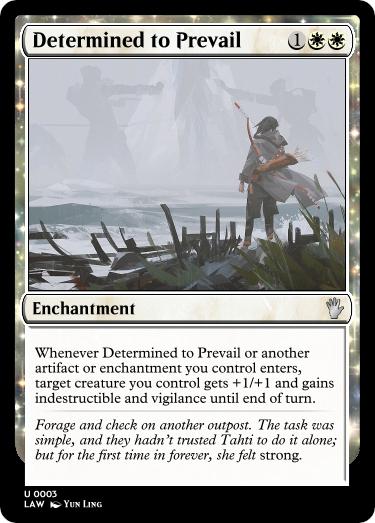 Determined to Prevail 1
Enchantment
Whenever Determined to Prevail or another
artifact or enchantment you control enters,
target creature you control gets +1/+1 and gains
indestructible and vigilance until end of turn.
Forage and check on another outpost. The task was
simple, and they hadn't trusted Tahti to do it alone;
but for the first time in forever, she felt strong.
U 0003
LAW Yun Ling